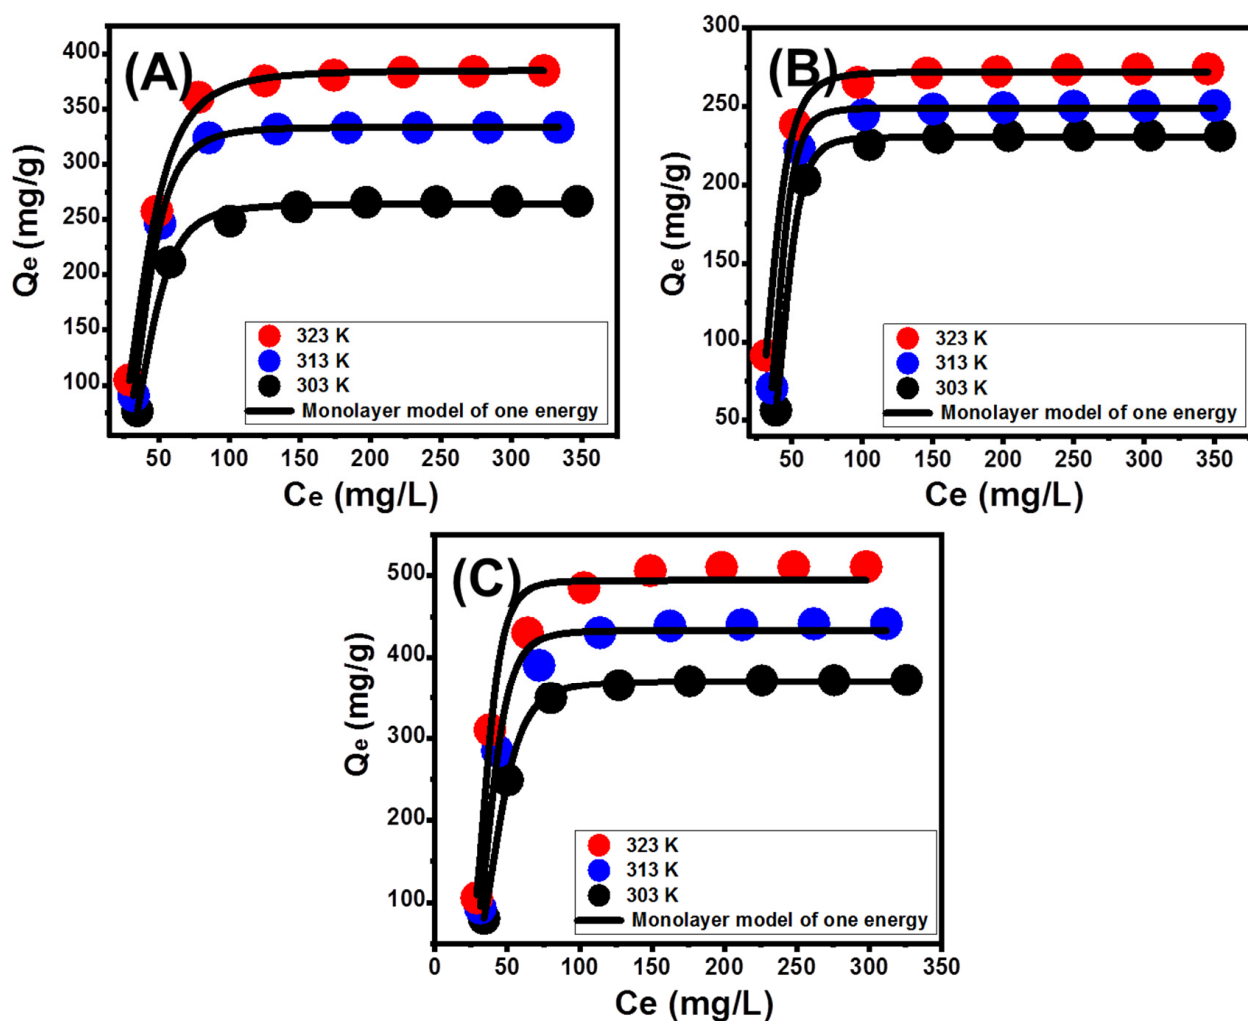 (A)
400
350
300
250
200
150
100
Qe (mg/g)
323 K
313 K
303 K
Monolayer model of one energy
50 100 150 200 250 300 350
Ce (mg/L)
(B)
300
250
200
150
100
50
Qe (mg/g)
323 K
313 K
303 K
Monolayer model of one energy
50 100 150 200 250 300 350
Ce (mg/L)
(C)
500
400
300
200
100
Qe (mg/g)
323 K
313 K
303 K
Monolayer model of one energy
0 50 100 150 200 250 300 350
Ce (mg/L)